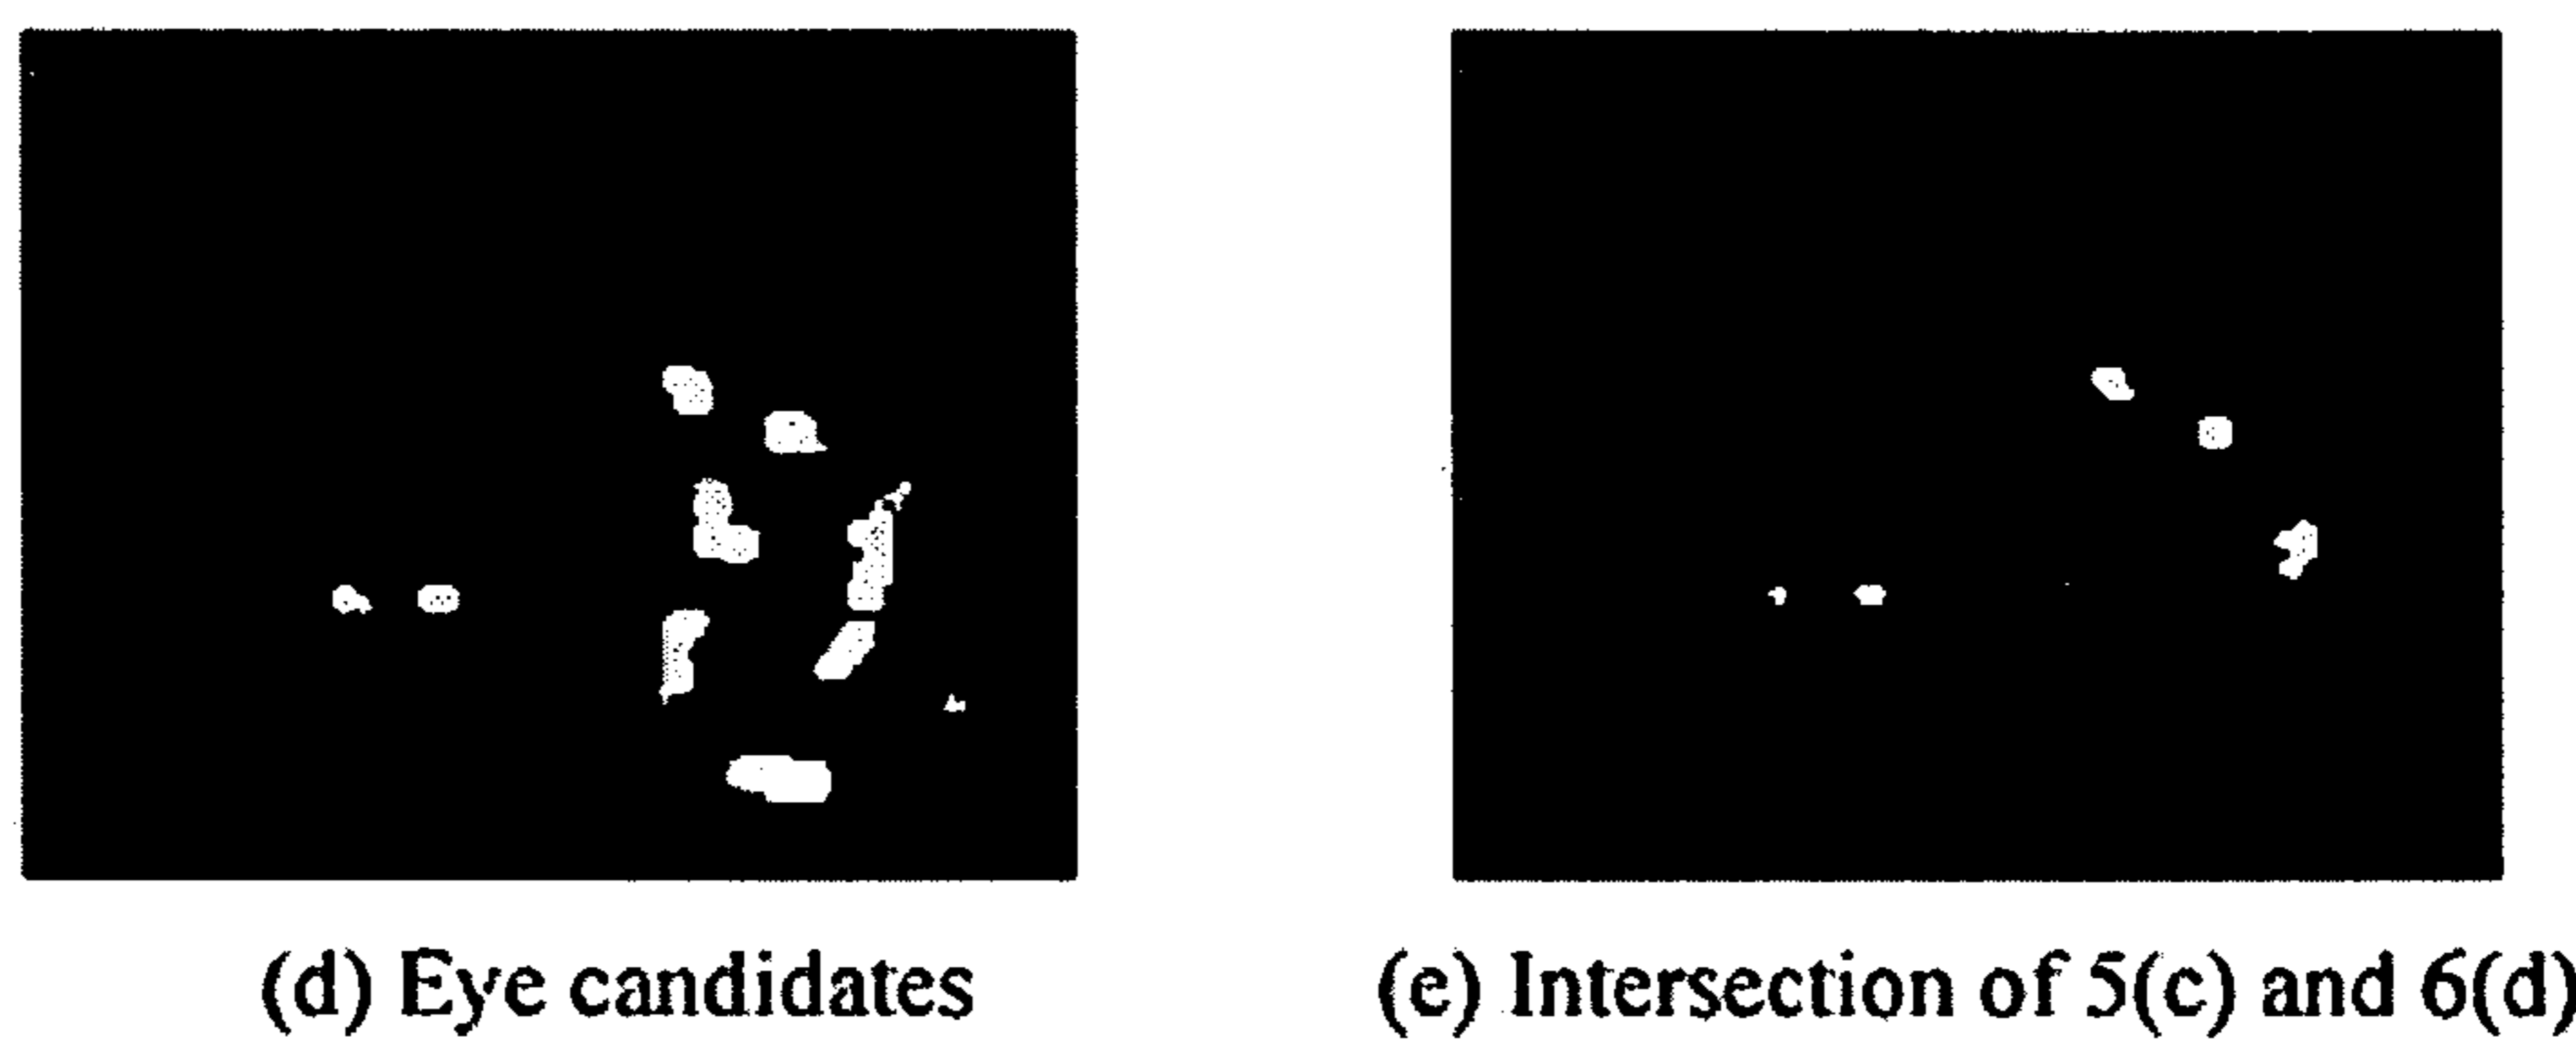 (d) Eye candidates
(e) Intersection of 5(c) and 6(d)